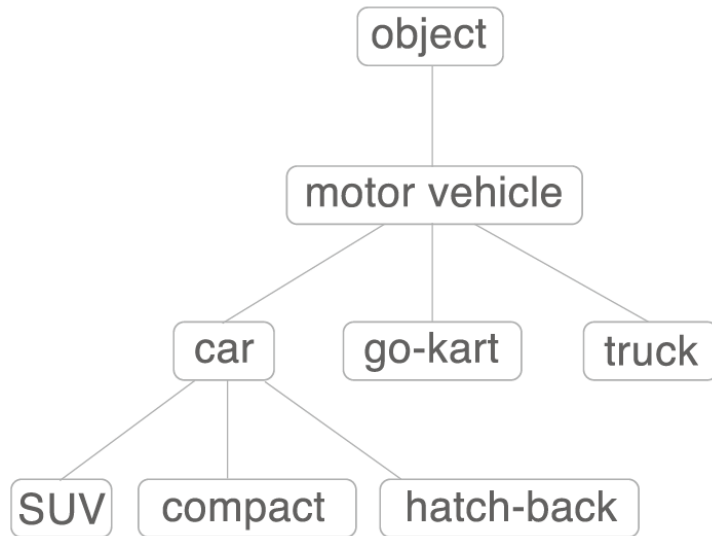 object
motor vehicle
car
go-kart
truck
SUV
compact
hatch-back